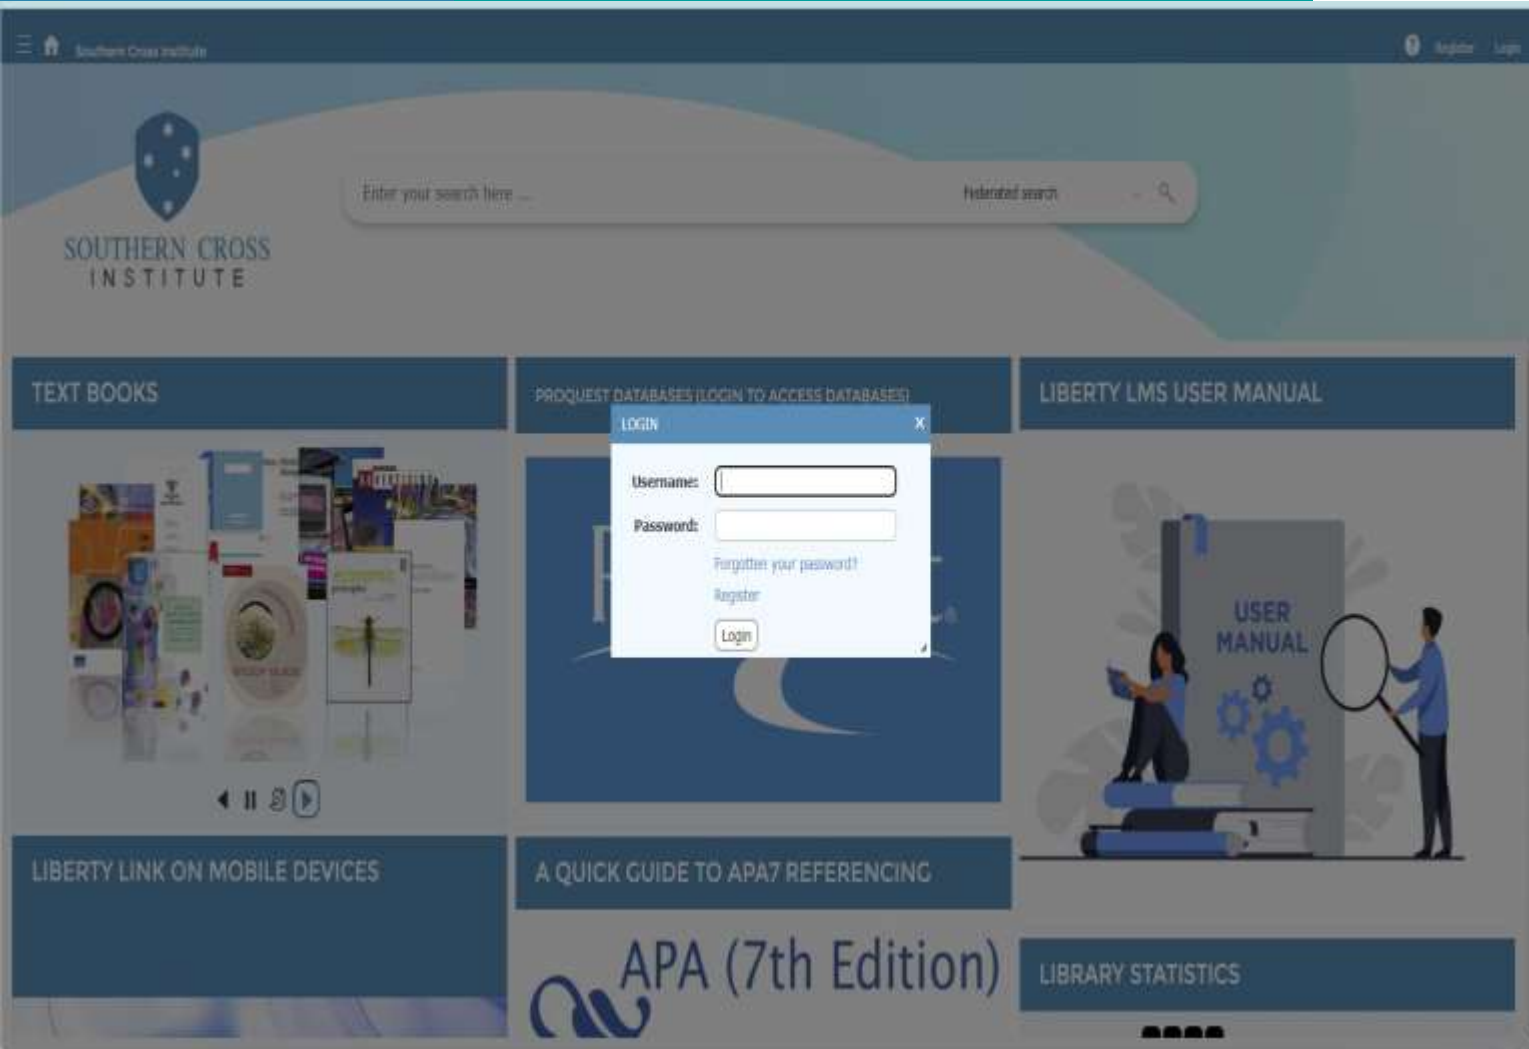 Southern Cross Institute
Register Login
SOUTHERN CROSS
INSTITUTE
Enter your search here ...
Federated search
TEXT BOOKS
PROQUEST DATABASES (LOGIN TO ACCESS DATABASES)
LIBERTY LMS USER MANUAL
LOGIN X
Username:
Password:
Forgotten your password?
Register
Login
USER
MANUAL
STUDY GUIDE
LIBERTY LINK ON MOBILE DEVICES
A QUICK GUIDE TO APA7 REFERENCING
APA (7th Edition)
LIBRARY STATISTICS